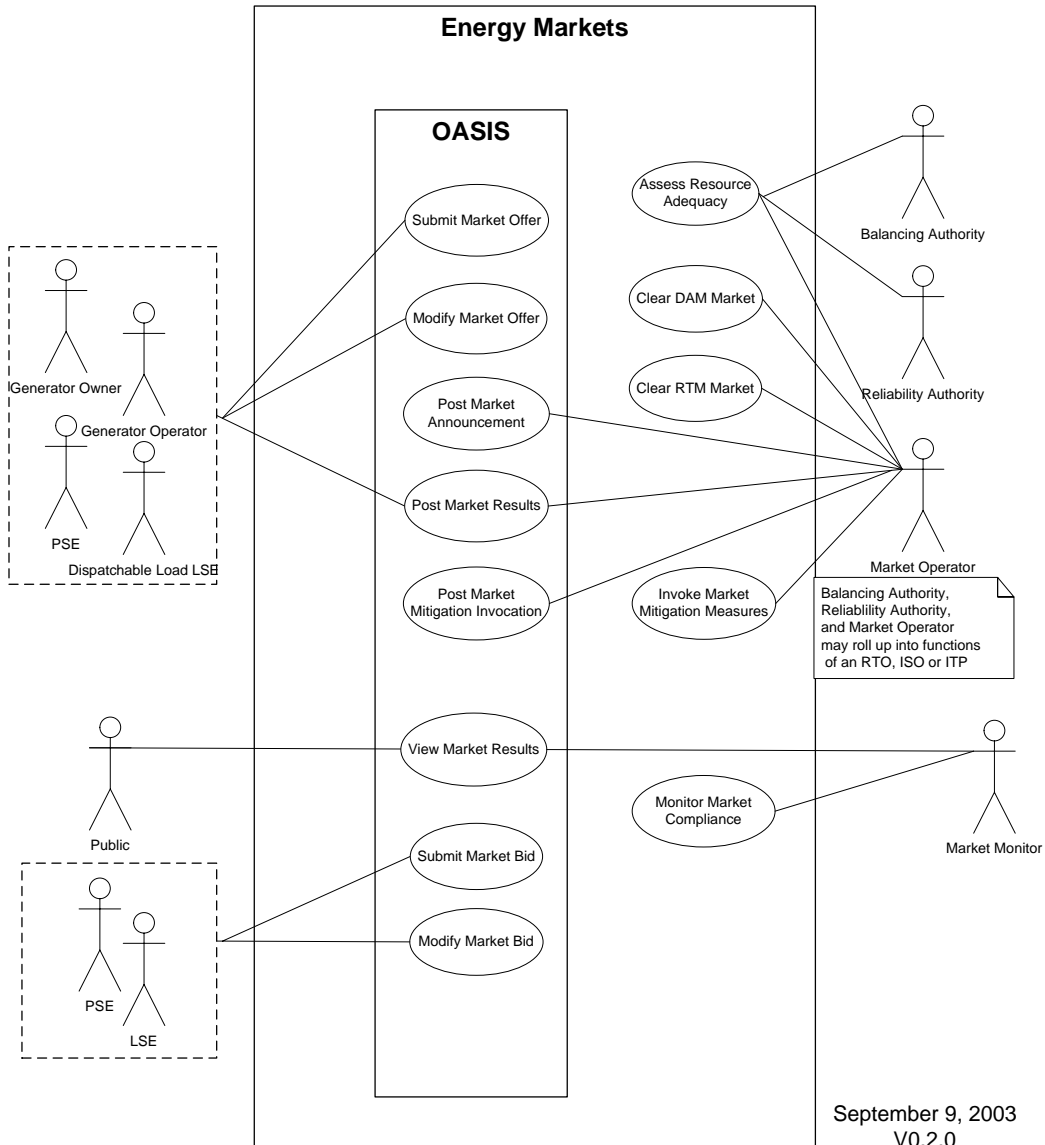 Energy Markets
OASIS
Submit Market Offer
Modify Market Offer
Post Market
Announcement
Post Market Results
Post Market
Mitigation Invocation
View Market Results
Submit Market Bid
Modify Market Bid
Assess Resource
Adequacy
Clear DAM Market
Clear RTM Market
Invoke Market
Mitigation Measures
Monitor Market
Compliance
Generator Owner
Generator Operator
PSE
Dispatchable Load LSE
Public
PSE
LSE
Balancing Authority
Reliability Authority
Market Operator
Balancing Authority,
Reliablility Authority,
and Market Operator
may roll up into functions
of an RTO, ISO or ITP
Market Monitor
September 9, 2003
V0.2.0